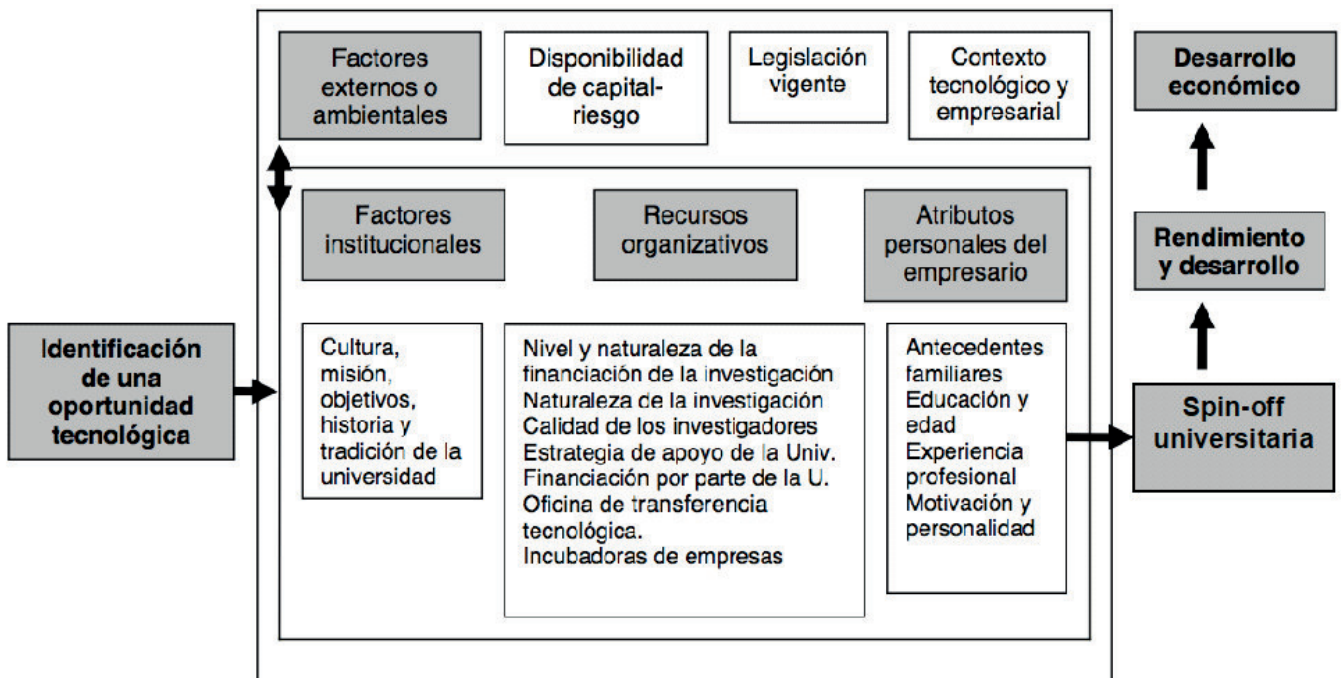 Factores
externos o
ambientales
Disponibilidad
de capital-
riesgo
Legislación
vigente
Contexto
tecnológico y
empresarial
Desarrollo
económico
Factores
institucionales
Recursos
organizativos
Atributos
personales del
empresario
Rendimiento
y desarrollo
Identificación
de una
oportunidad
tecnológica
Cultura,
misión,
objetivos,
historia y
tradición de la
universidad
Nivel y naturaleza de la
financiación de la investigación
Naturaleza de la investigación
Calidad de los investigadores
Estrategia de apoyo de la Univ.
Financiación por parte de la U.
Oficina de transferencia
tecnológica.
Incubadoras de empresas
Antecedentes
familiares
Educación y
edad
Experiencia
profesional
Motivación y
personalidad
Spin-off
universitaria